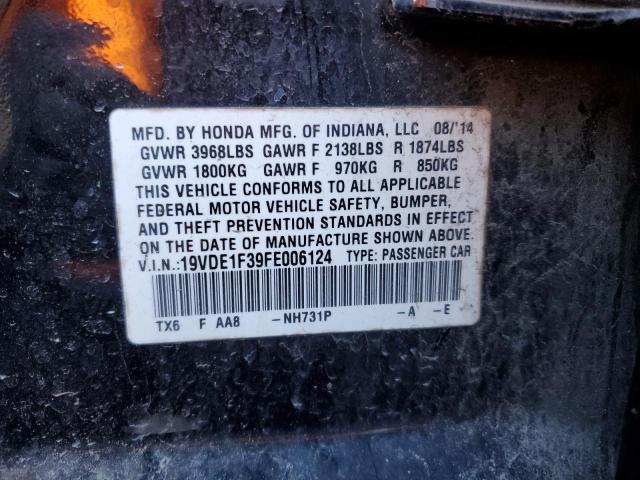 MFD. BY HONDA MFG. OF INDIANA, LLC 08/'14
GVWR 3968LBS GAWR F 2138LBS R 1874LBS
GVWR 1800KG GAWR F 970KG R 850KG
THIS VEHICLE CONFORMS TO ALL APPLICABLE
FEDERAL MOTOR VEHICLE SAFETY, BUMPER,
AND THEFT PREVENTION STANDARDS IN EFFECT
ON THE DATE OF MANUFACTURE SHOWN ABOVE.
V.I.N.:19VDE1F39FE006124 TYPE: PASSENGER CAR
TX6 F AA8 -NH731P -A -E